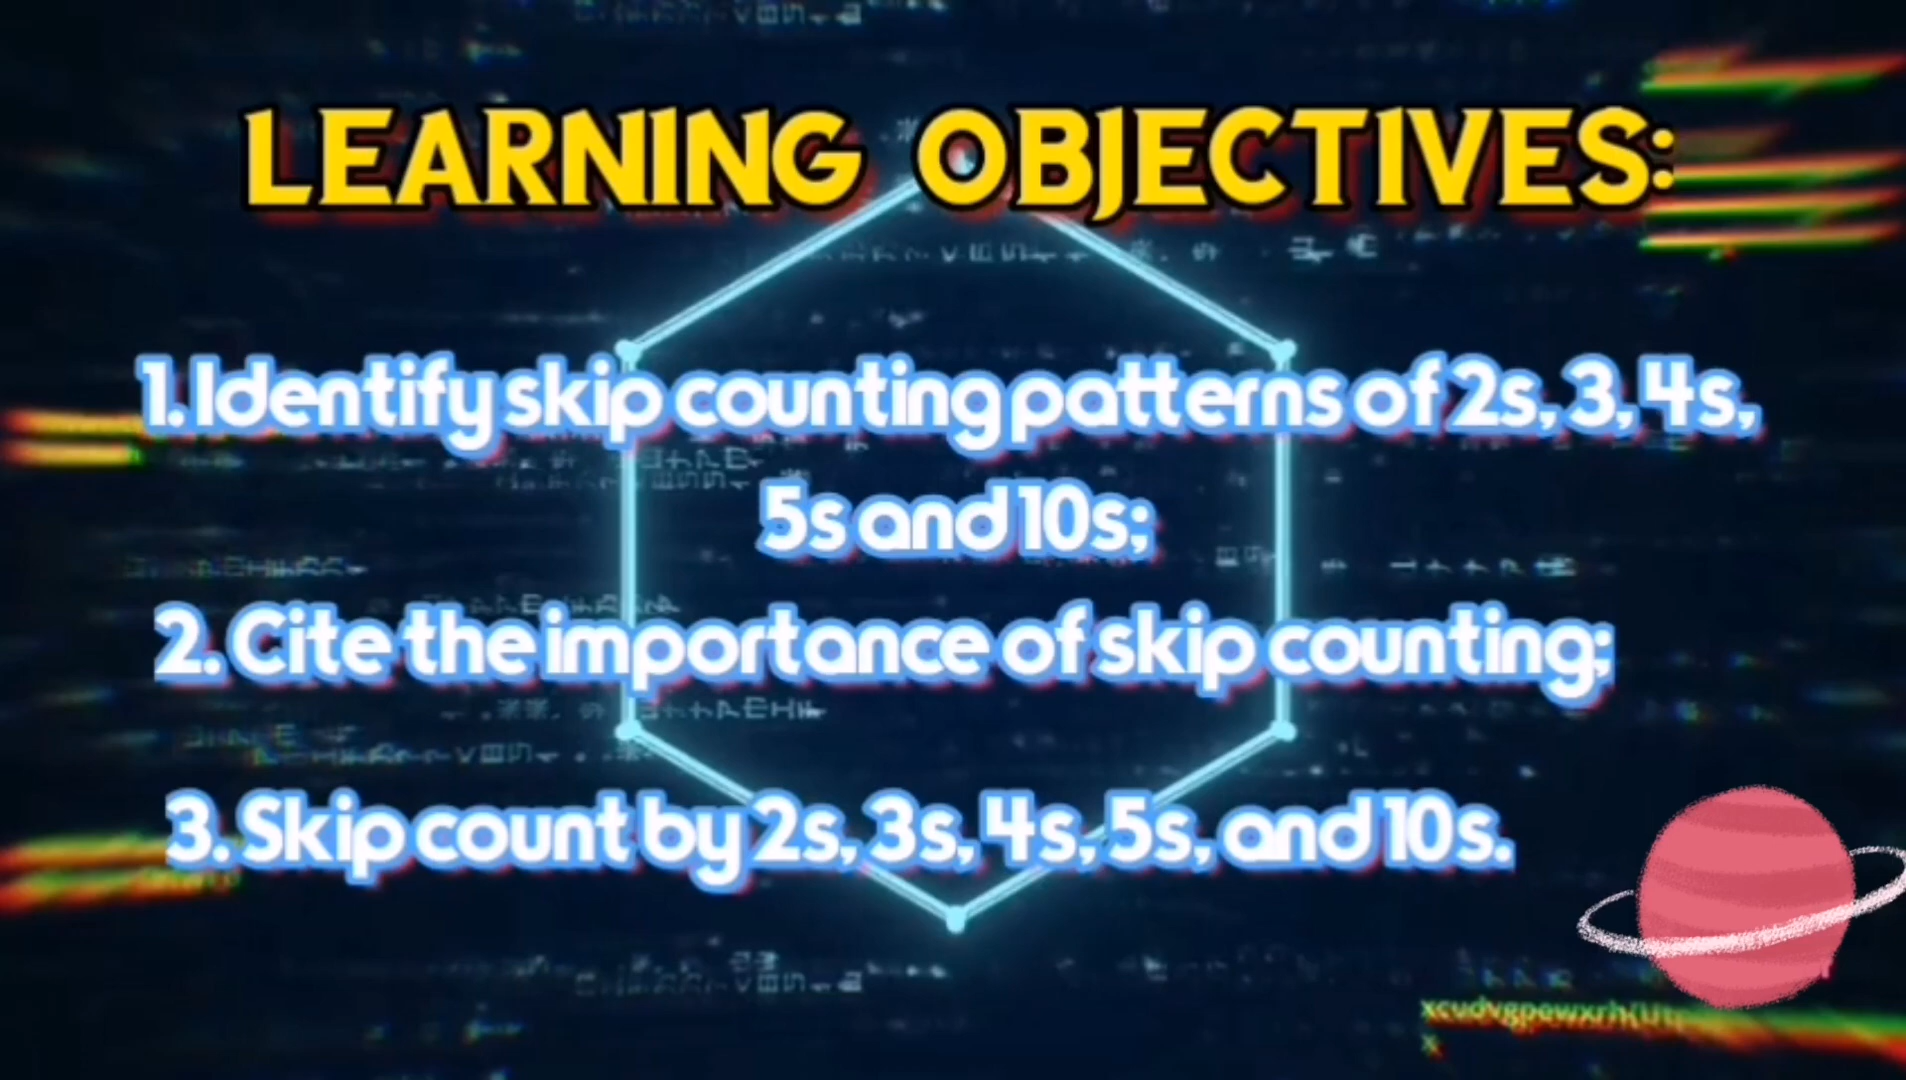 LEARNING OBJECTIVES:
1. Identify skip counting patterns of 2s, 3, 4s,
5s and 10s;
2. Cite the importance of skip counting;
3. Skip count by 2s, 3s, 4s, 5s, and 10s.